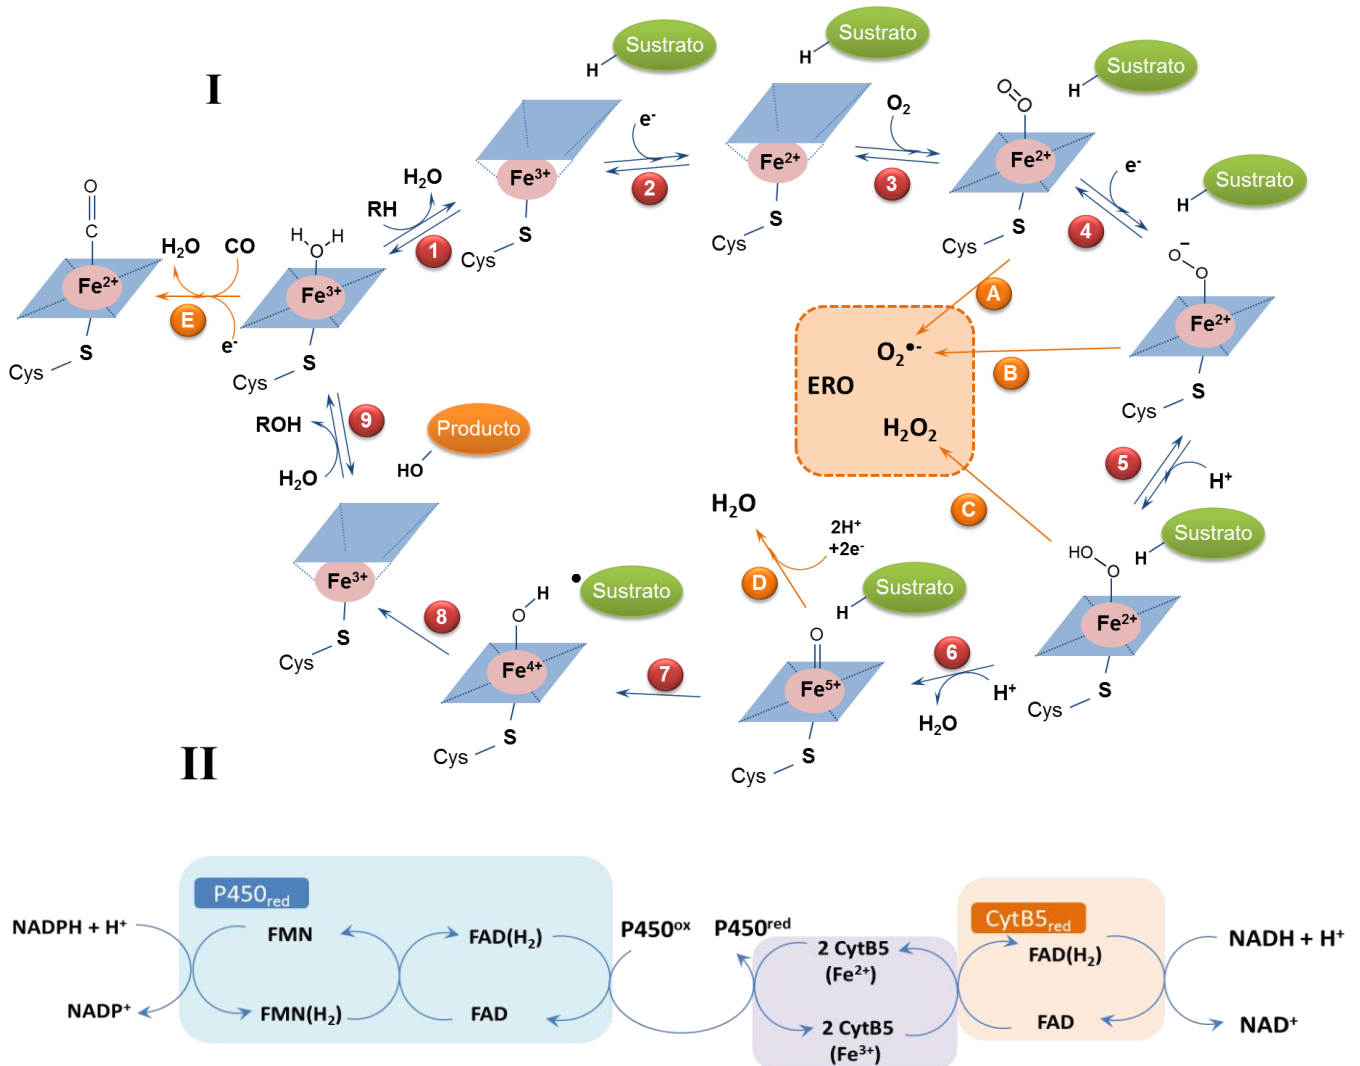 I
Sustrato
H
Fe³⁺
S
Cys
e⁻
2
Sustrato
H
Fe²⁺
S
Cys
O₂
3
Sustrato
H
O
O
Fe²⁺
S
Cys
e⁻
4
Sustrato
H
O⁻
O
Fe²⁺
S
Cys
H₂O
RH
1
O
C
Fe²⁺
S
Cys
H₂O
CO
E
e⁻
H
H
O
Fe³⁺
S
Cys
A
B
ERO
O₂•⁻
H₂O₂
C
5
H⁺
9
ROH
H₂O
Producto
HO
Fe³⁺
S
Cys
8
H
O
• Sustrato
Fe⁴⁺
S
Cys
7
H₂O
2H⁺
+2e⁻
D
Sustrato
H
O
Fe⁵⁺
S
Cys
6
H⁺
H₂O
Sustrato
H
HO
O
Fe²⁺
S
Cys
II
P450red
NADPH + H⁺
NADP⁺
FMN
FMN(H₂)
FAD(H₂)
FAD
P450ox
P450red
2 CytB5
(Fe²⁺)
2 CytB5
(Fe³⁺)
CytB5red
FAD(H₂)
FAD
NADH + H⁺
NAD⁺